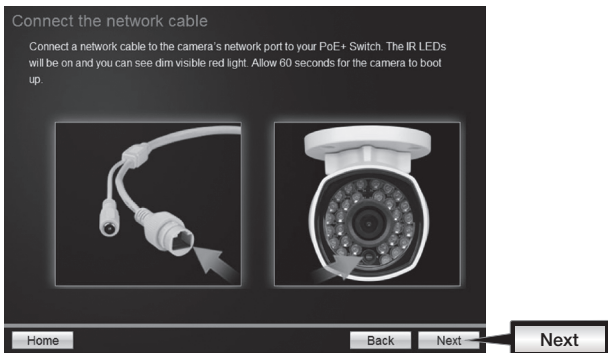 Connect the network cable
Connect a network cable to the camera's network port to your PoE+ Switch. The IR LEDs
will be on and you can see dim visible red light. Allow 60 seconds for the camera to boot
up.
Home
Back
Next
Next